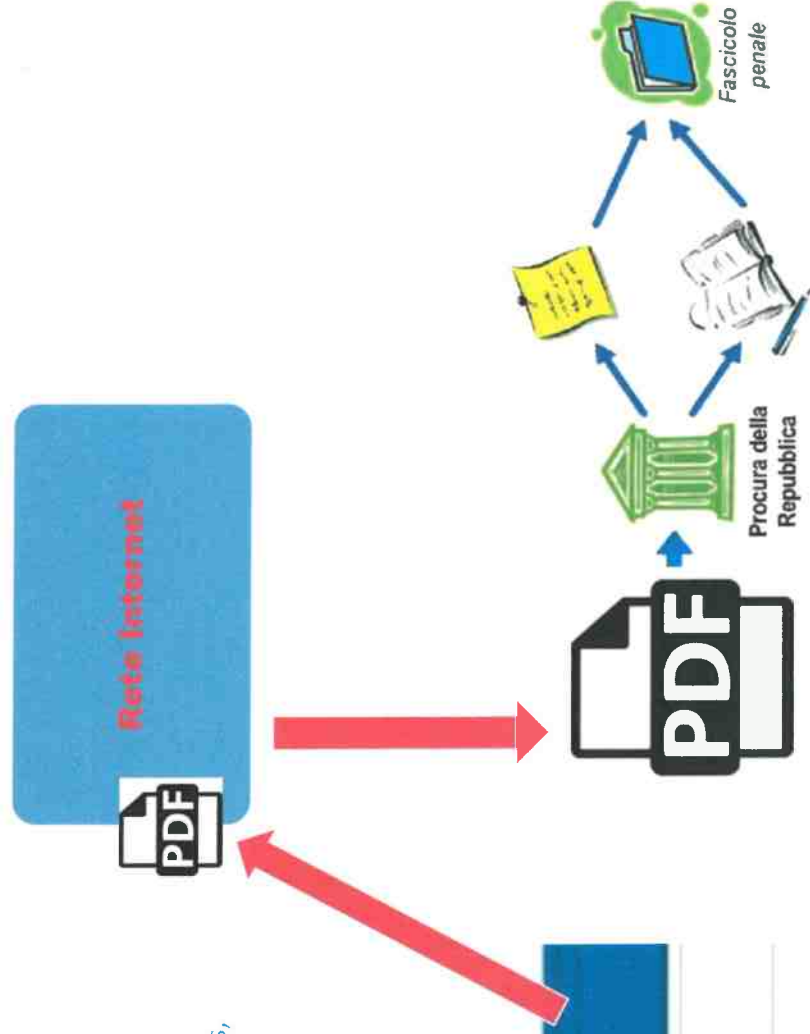 Rete Internet
PDF
PDF
Procura della
Repubblica
Fascicolo
penale